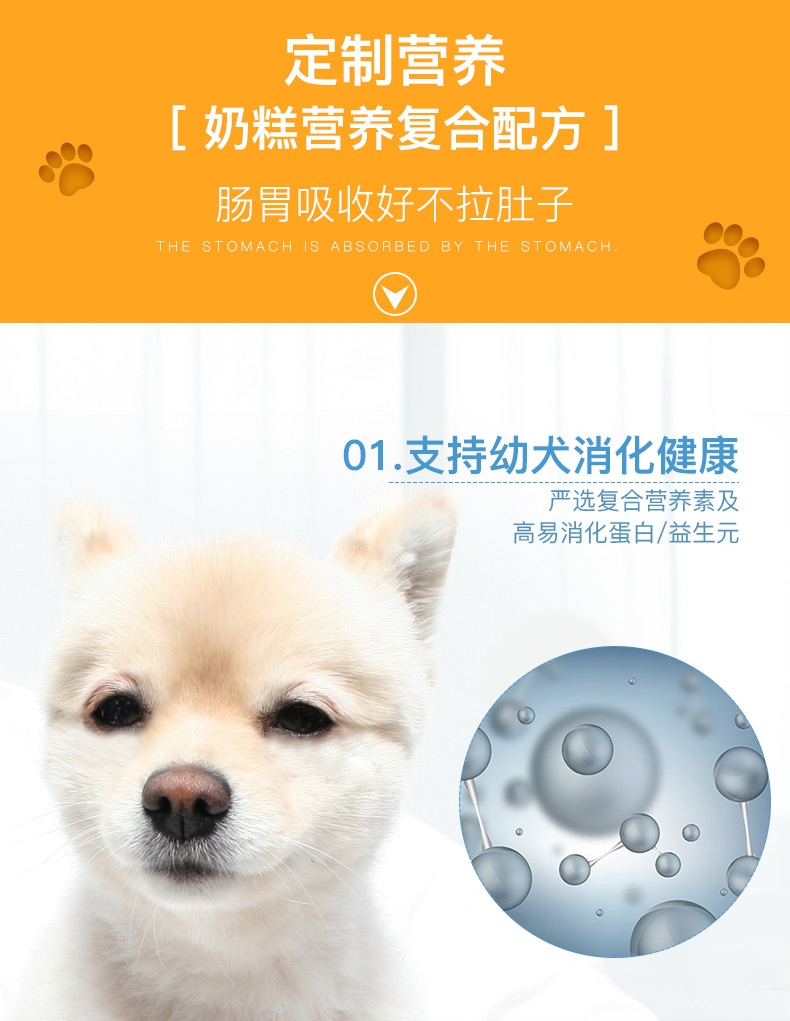 定制营养
[ 奶糕营养复合配方 ]
肠胃吸收好不拉肚子
THE STOMACH IS ABSORBED BY THE STOMACH.
01.支持幼犬消化健康
严选复合营养素及
高易消化蛋白/益生元